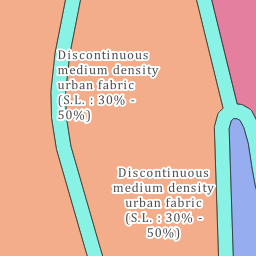 Discontinuous
medium density
urban fabric
(S.L. : 30% -
50%)
Discontinuous
medium density
urban fabric
(S.L. : 30% -
50%)